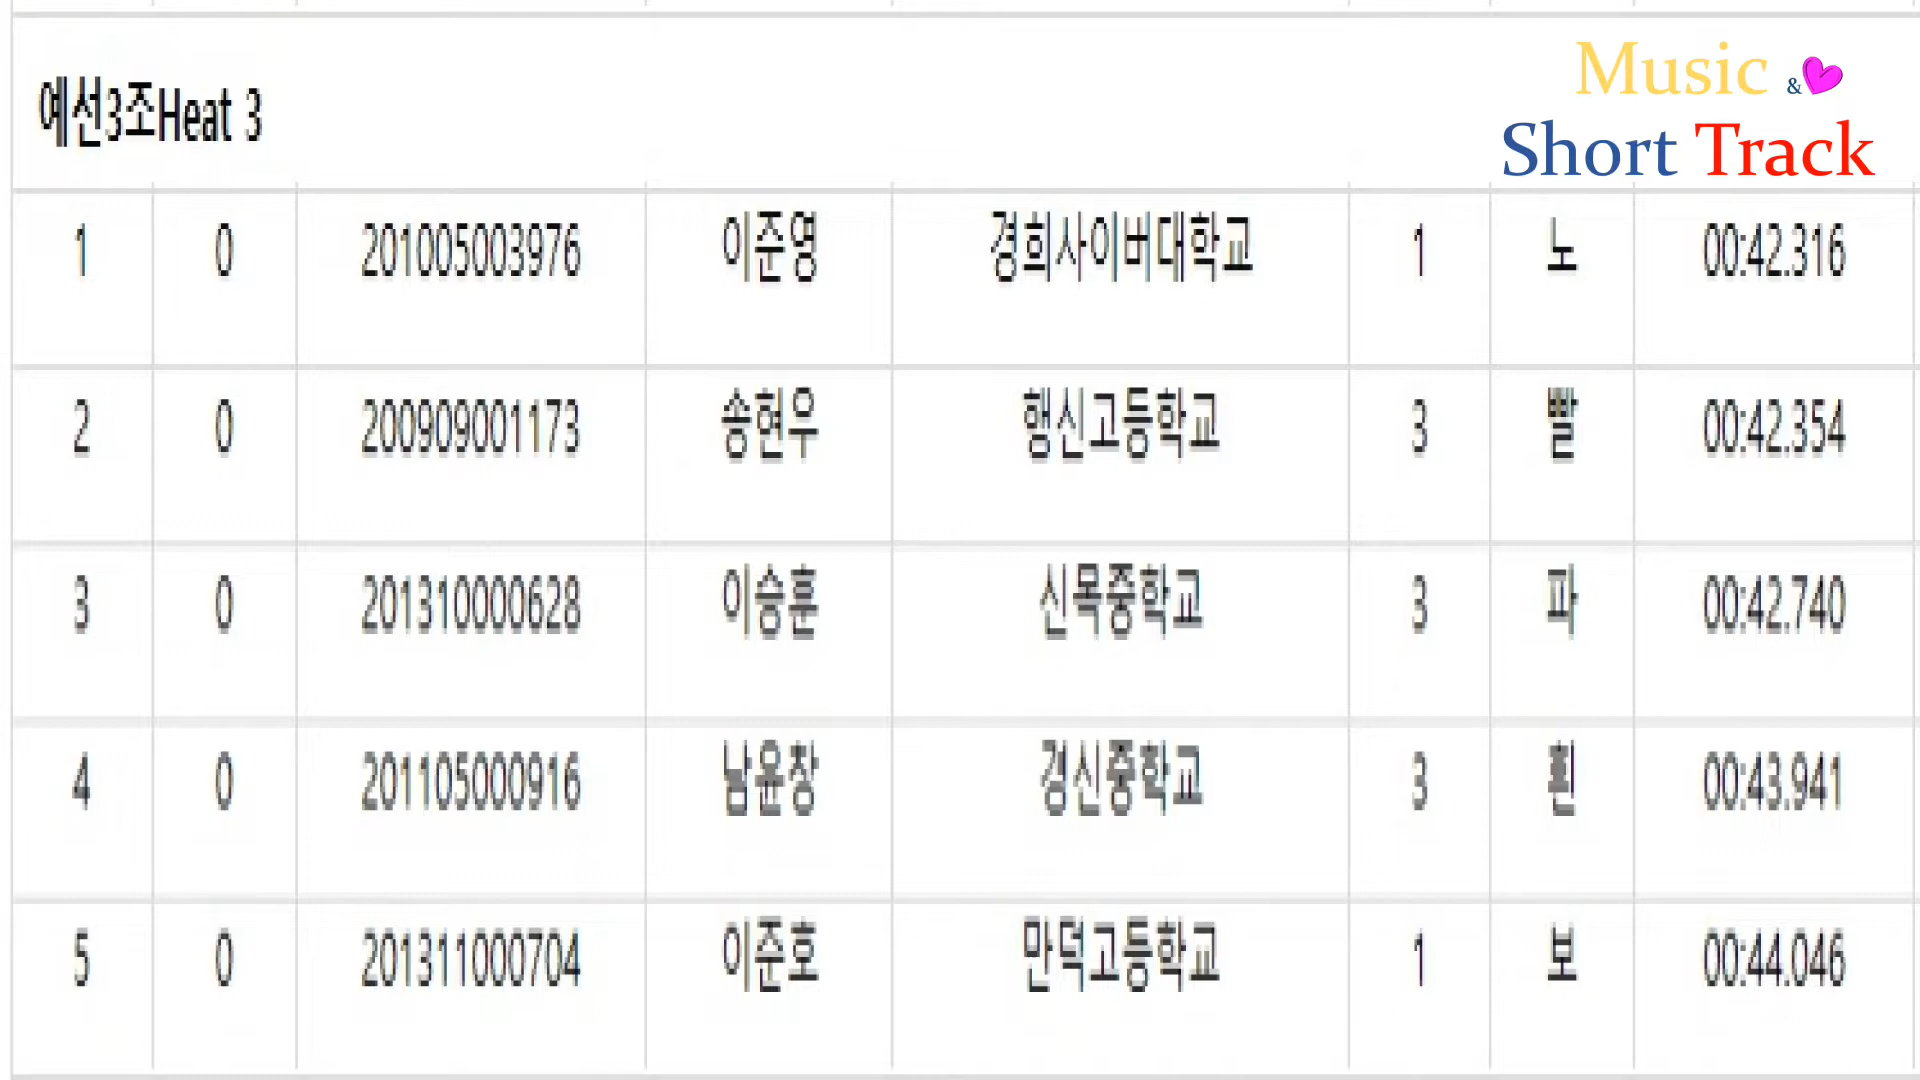 Music &
Short Track
예선3조Heat 3
1 0 201005003976 이준영 경희사이버대학교 1 노 00:42.316
2 0 200909001173 송현우 행신고등학교 3 빨 00:42.354
3 0 201310000628 이승훈 신목중학교 3 파 00:42.740
4 0 201105000916 남윤창 경신중학교 3 흰 00:43.941
5 0 201311000704 이준호 만덕고등학교 1 보 00:44.046